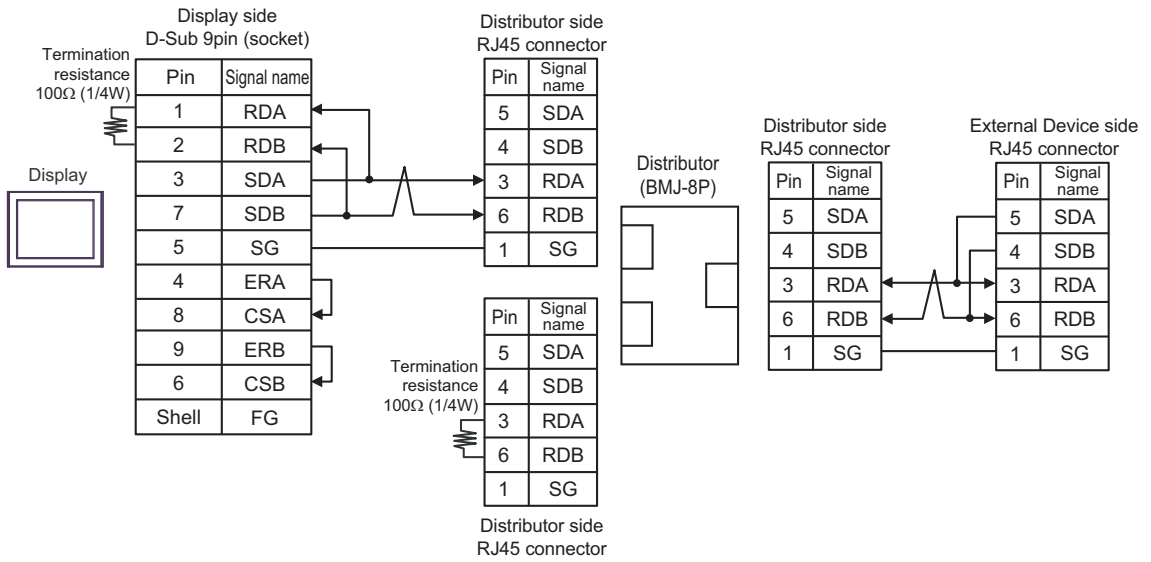 Display side
D-Sub 9pin (socket)
Termination
resistance
100Ω (1/4W)
Pin Signal name
1 RDA
2 RDB
3 SDA
7 SDB
5 SG
4 ERA
8 CSA
9 ERB
6 CSB
Shell FG
Display
Distributor side
RJ45 connector
Pin Signal
name
5 SDA
4 SDB
3 RDA
6 RDB
1 SG
Termination
resistance
100Ω (1/4W)
Pin Signal
name
5 SDA
4 SDB
3 RDA
6 RDB
1 SG
Distributor side
RJ45 connector
Distributor
(BMJ-8P)
Distributor side
RJ45 connector
Pin Signal
name
5 SDA
4 SDB
3 RDA
6 RDB
1 SG
External Device side
RJ45 connector
Pin Signal
name
5 SDA
4 SDB
3 RDA
6 RDB
1 SG